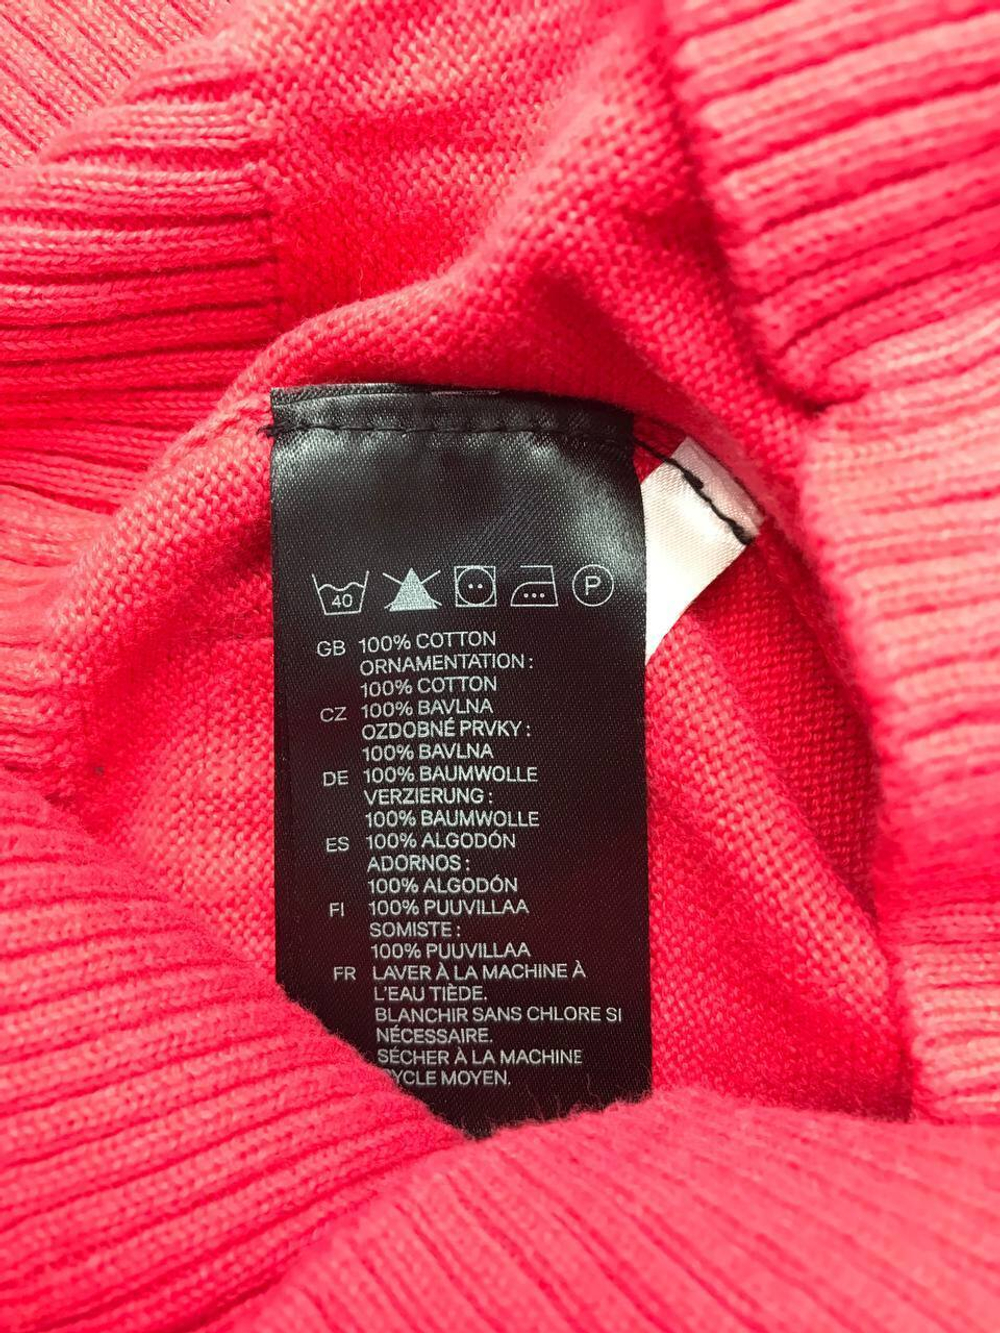 40 P
GB 100% COTTON
ORNAMENTATION:
100% COTTON
CZ 100% BAVLNA
OZDOBNÉ PRVKY:
100% BAVLNA
DE 100% BAUMWOLLE
VERZIERUNG:
100% BAUMWOLLE
ES 100% ALGODÓN
ADORNOS:
100% ALGODÓN
FI 100% PUUVILLAA
SOMISTE:
100% PUUVILLAA
FR LAVER À LA MACHINE À
L'EAU TIÈDE.
BLANCHIR SANS CHLORE SI
NÉCESSAIRE.
SÉCHER À LA MACHINE
MOYEN.